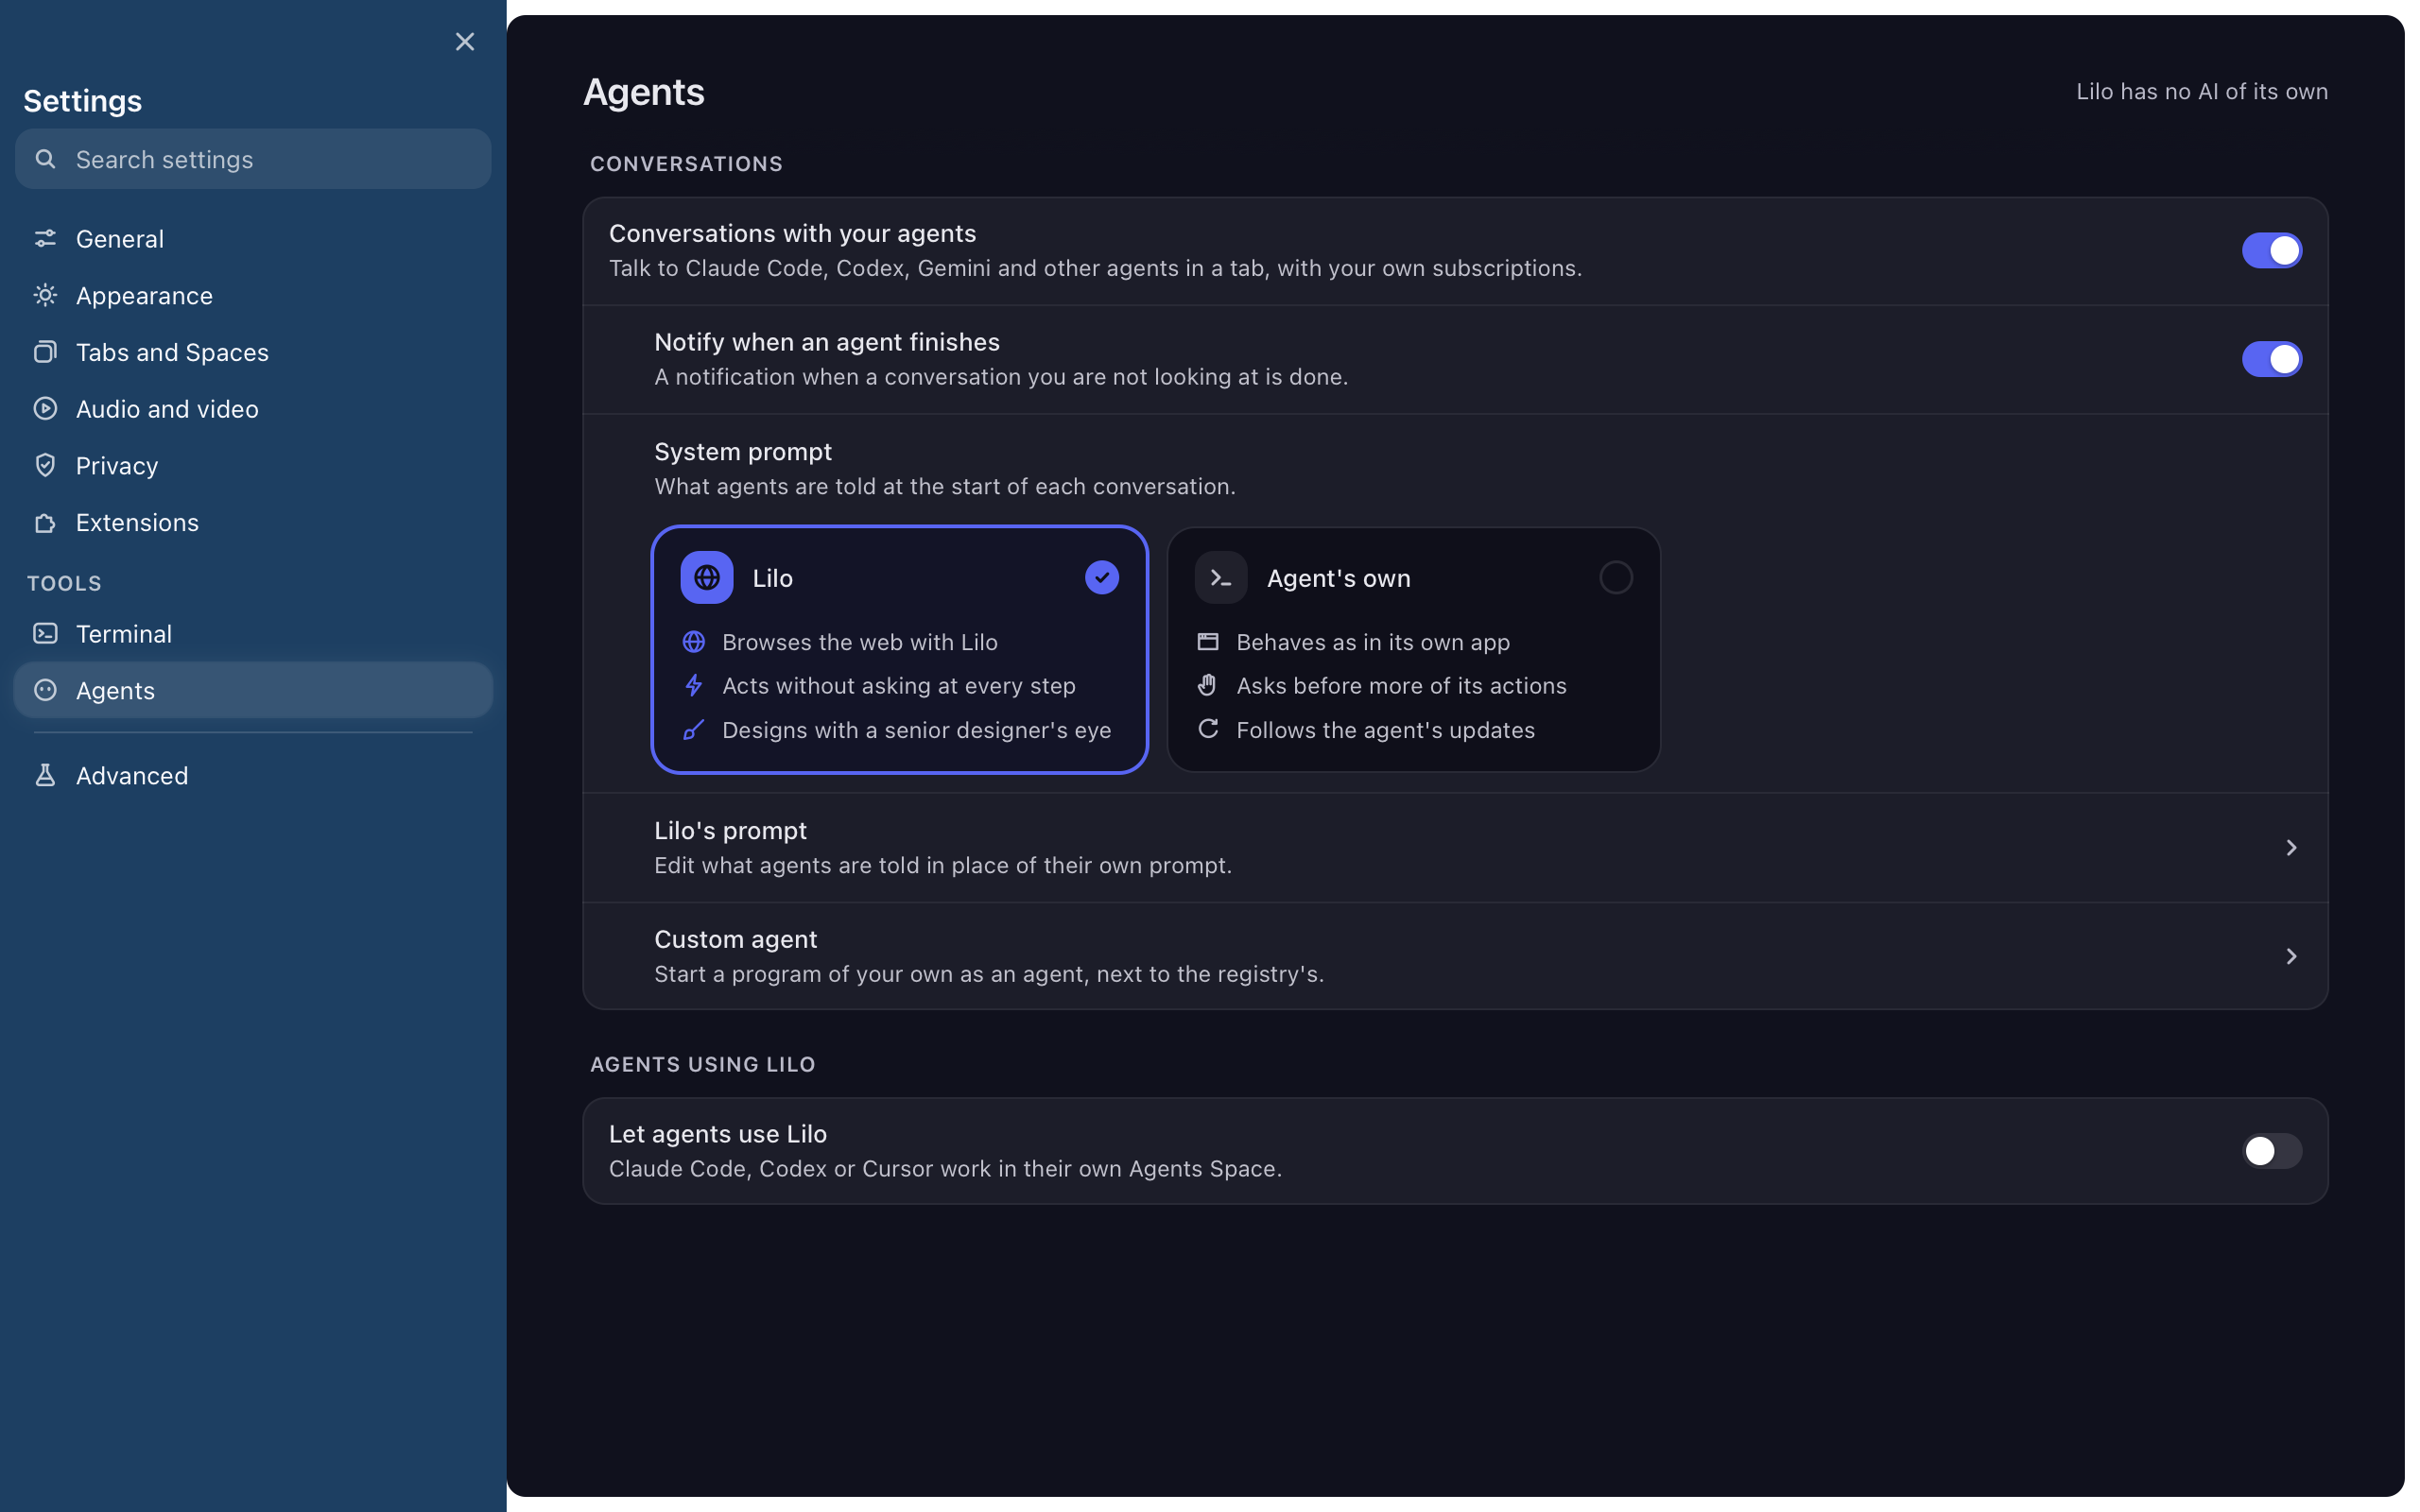 Settings
Search settings
General
Appearance
Tabs and Spaces
Audio and video
Privacy
Extensions
TOOLS
Terminal
Agents
Advanced
Agents
Lilo has no AI of its own
CONVERSATIONS
Conversations with your agents
Talk to Claude Code, Codex, Gemini and other agents in a tab, with your own subscriptions.
Notify when an agent finishes
A notification when a conversation you are not looking at is done.
System prompt
What agents are told at the start of each conversation.
Lilo
Browses the web with Lilo
Acts without asking at every step
Designs with a senior designer's eye
Agent's own
Behaves as in its own app
Asks before more of its actions
Follows the agent's updates
Lilo's prompt
Edit what agents are told in place of their own prompt.
Custom agent
Start a program of your own as an agent, next to the registry's.
AGENTS USING LILO
Let agents use Lilo
Claude Code, Codex or Cursor work in their own Agents Space.